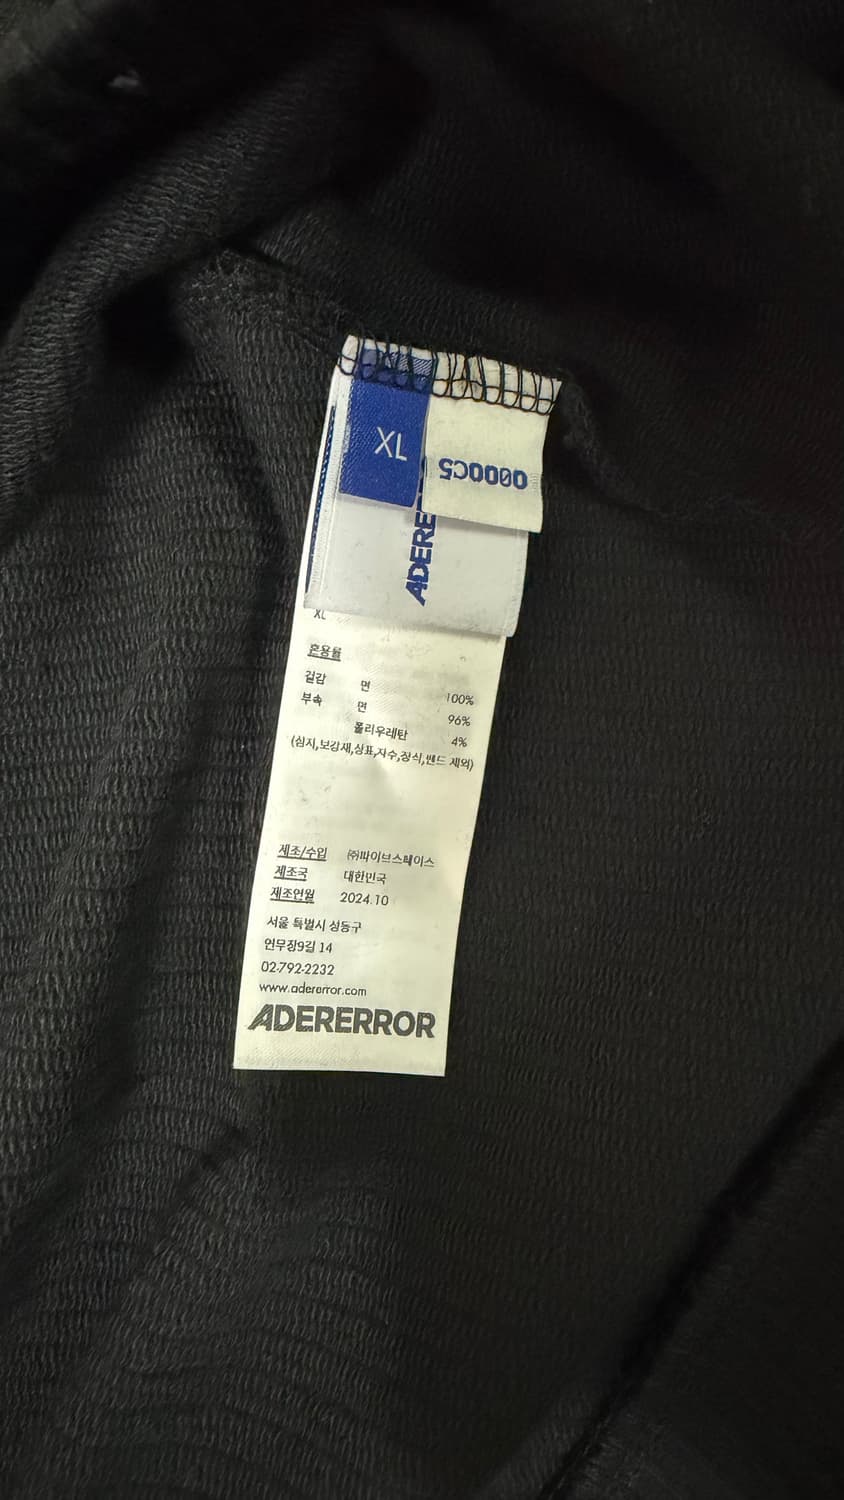 XL
0000C5
ADERE
XL
혼용율
겉감 면 100%
부속 면 96%
폴리우레탄 4%
(심지,보강재,상표,자수,장식,밴드 제외)
제조/수입 ㈜파이브스페이스
제조국 대한민국
제조연월 2024.10
서울 특별시 성동구
연무장9길 14
02-792-2232
www.adererror.com
ADERERROR